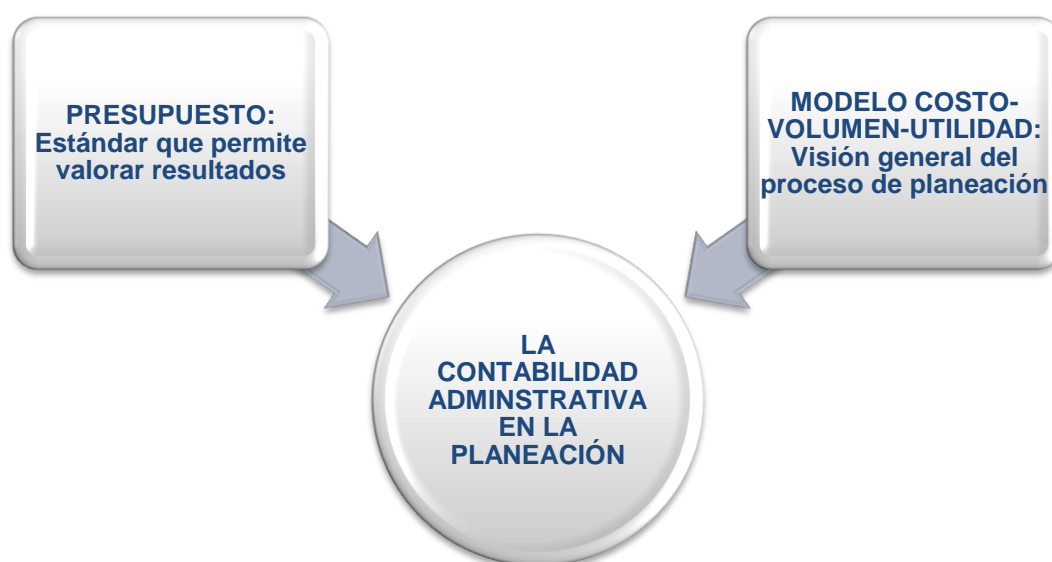 PRESUPUESTO:
Estándar que permite
valorar resultados
MODELO COSTO-
VOLUMEN-UTILIDAD:
Visión general del
proceso de planeación
LA
CONTABILIDAD
ADMINSTRATIVA
EN LA
PLANEACIÓN